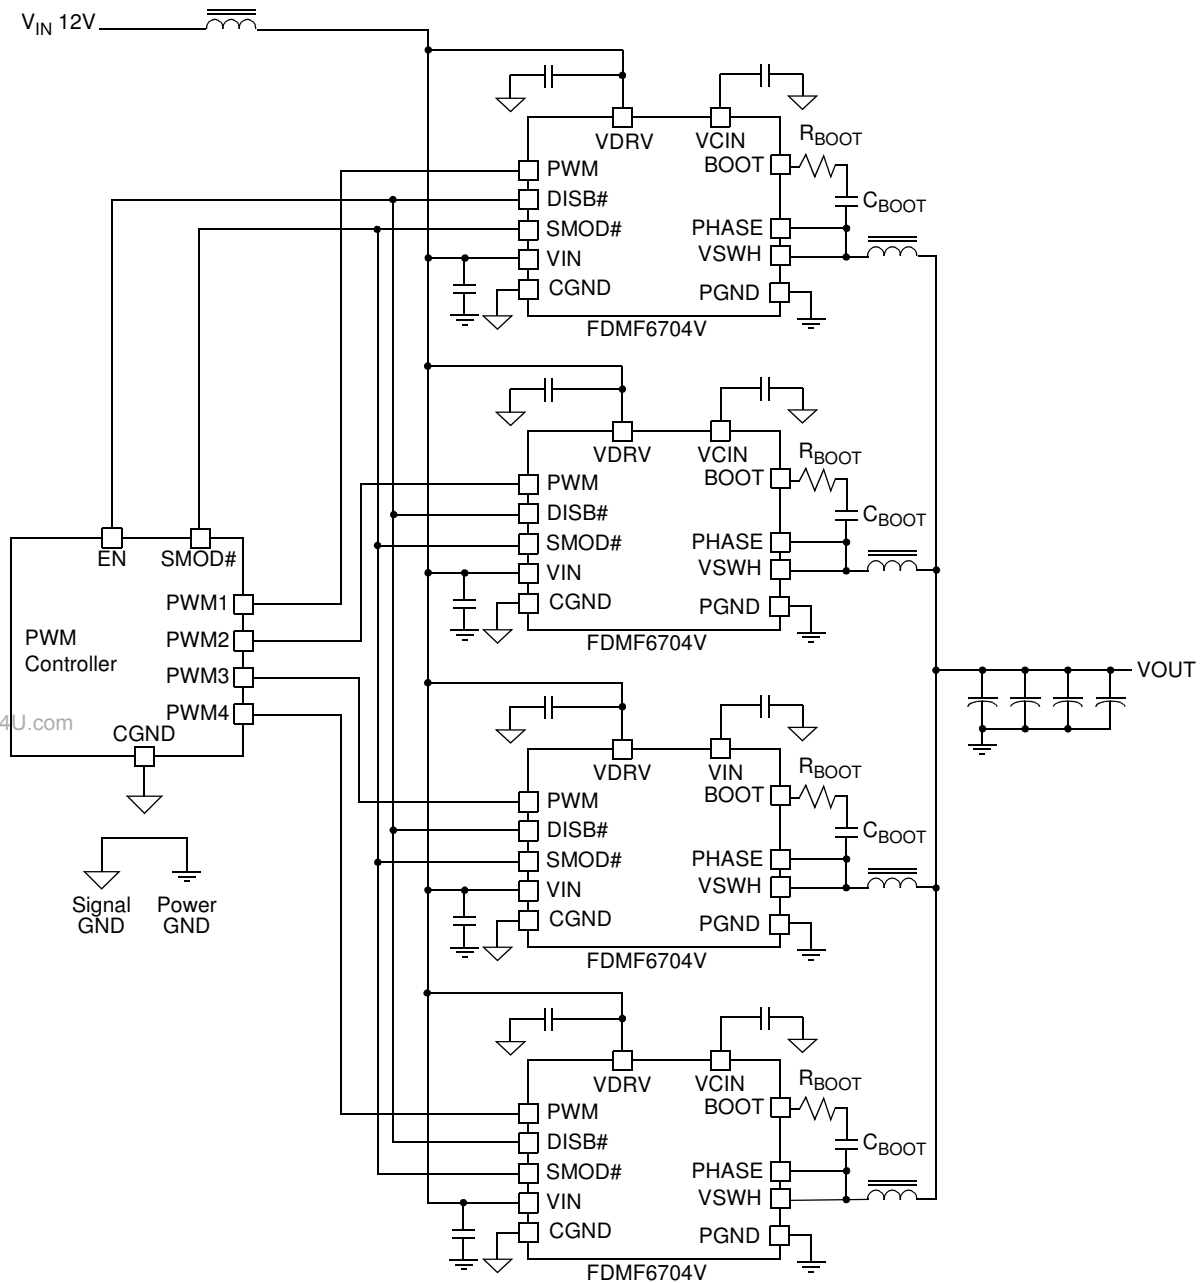 VIN 12V
VDRV
VCIN
RBOOT
BOOT
PWM
DISB#
CBOOT
SMOD#
PHASE
VIN
VSWH
CGND
PGND
FDMF6704V
VDRV
VCIN
RBOOT
BOOT
PWM
DISB#
CBOOT
SMOD#
PHASE
VIN
VSWH
CGND
PGND
FDMF6704V
EN
SMOD#
PWM1
PWM2
PWM3
PWM4
PWM
Controller
CGND
4U.com
Signal
GND
Power
GND
VOUT
VDRV
VIN
RBOOT
BOOT
PWM
DISB#
CBOOT
SMOD#
PHASE
VIN
VSWH
CGND
PGND
FDMF6704V
VDRV
VCIN
RBOOT
BOOT
PWM
DISB#
CBOOT
SMOD#
PHASE
VIN
VSWH
CGND
PGND
FDMF6704V